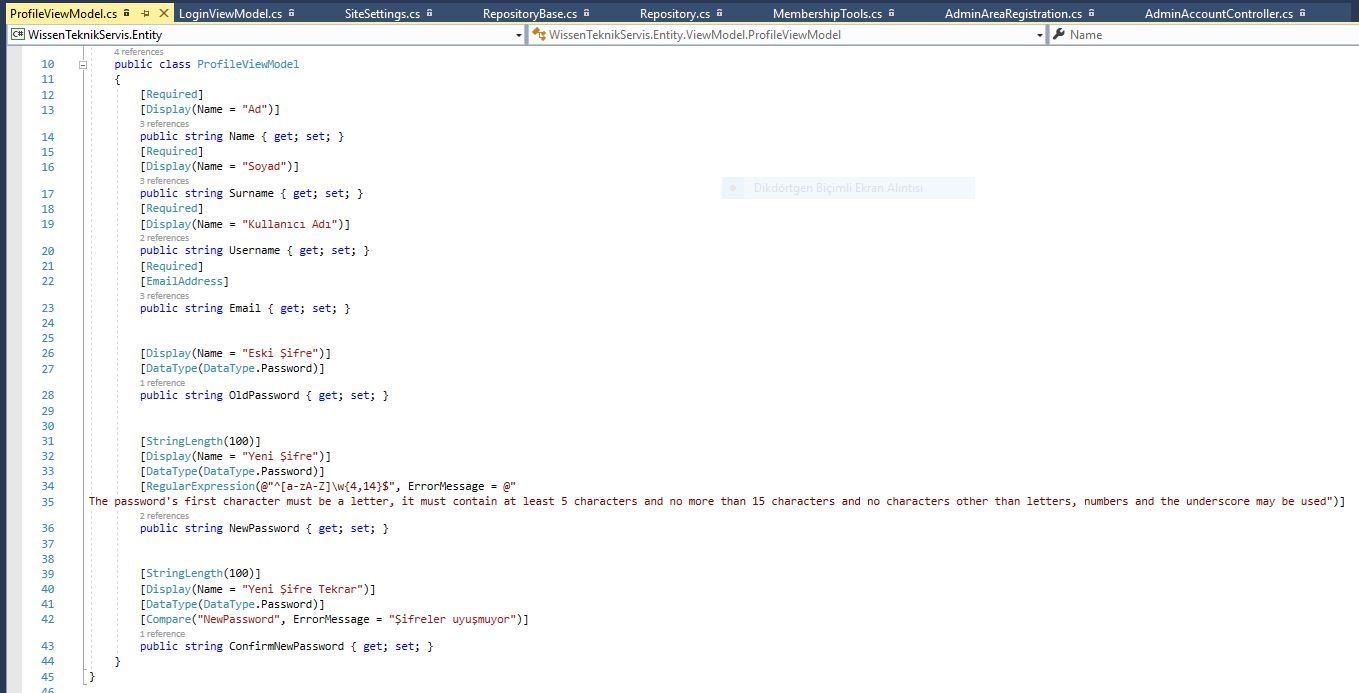 ProfileViewModel.cs LoginViewModel.cs SiteSettings.cs RepositoryBase.cs Repository.cs MembershipTools.cs AdminAreaRegistration.cs AdminAccountController.cs
C# WissenTeknikServis.Entity WissenTeknikServis.Entity.ViewModel.ProfileViewModel Name
4 references
10 public class ProfileViewModel
11 {
12 [Required]
13 [Display(Name = "Ad")]
3 references
14 public string Name { get; set; }
15 [Required]
16 [Display(Name = "Soyad")]
3 references
Dikdörtgen Biçimli Ekran Alıntısı
17 public string Surname { get; set; }
18 [Required]
19 [Display(Name = "Kullanıcı Adı")]
2 references
20 public string Username { get; set; }
21 [Required]
22 [EmailAddress]
3 references
23 public string Email { get; set; }
24
25
26 [Display(Name = "Eski Şifre")]
27 [DataType(DataType.Password)]
1 reference
28 public string OldPassword { get; set; }
29
30
31 [StringLength(100)]
32 [Display(Name = "Yeni Şifre")]
33 [DataType(DataType.Password)]
34 [RegularExpression(@"^[a-zA-Z]\w{4,14}$", ErrorMessage = @"
35 The password's first character must be a letter, it must contain at least 5 characters and no more than 15 characters and no characters other than letters, numbers and the underscore may be used")]
2 references
36 public string NewPassword { get; set; }
37
38
39 [StringLength(100)]
40 [Display(Name = "Yeni Şifre Tekrar")]
41 [DataType(DataType.Password)]
42 [Compare("NewPassword", ErrorMessage = "Şifreler uyuşmuyor")]
1 reference
43 public string ConfirmNewPassword { get; set; }
44 }
45 }
46